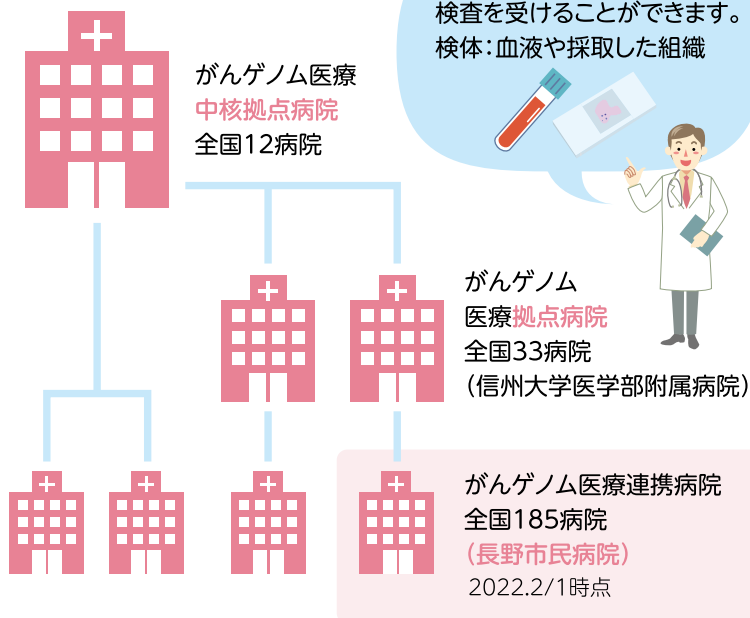 検査を受けることができます。
検体：血液や採取した組織
がんゲノム医療
中核拠点病院
全国12病院
がんゲノム
医療拠点病院
全国33病院
（信州大学医学部附属病院）
がんゲノム医療連携病院
全国185病院
（長野市民病院）
2022.2/1時点